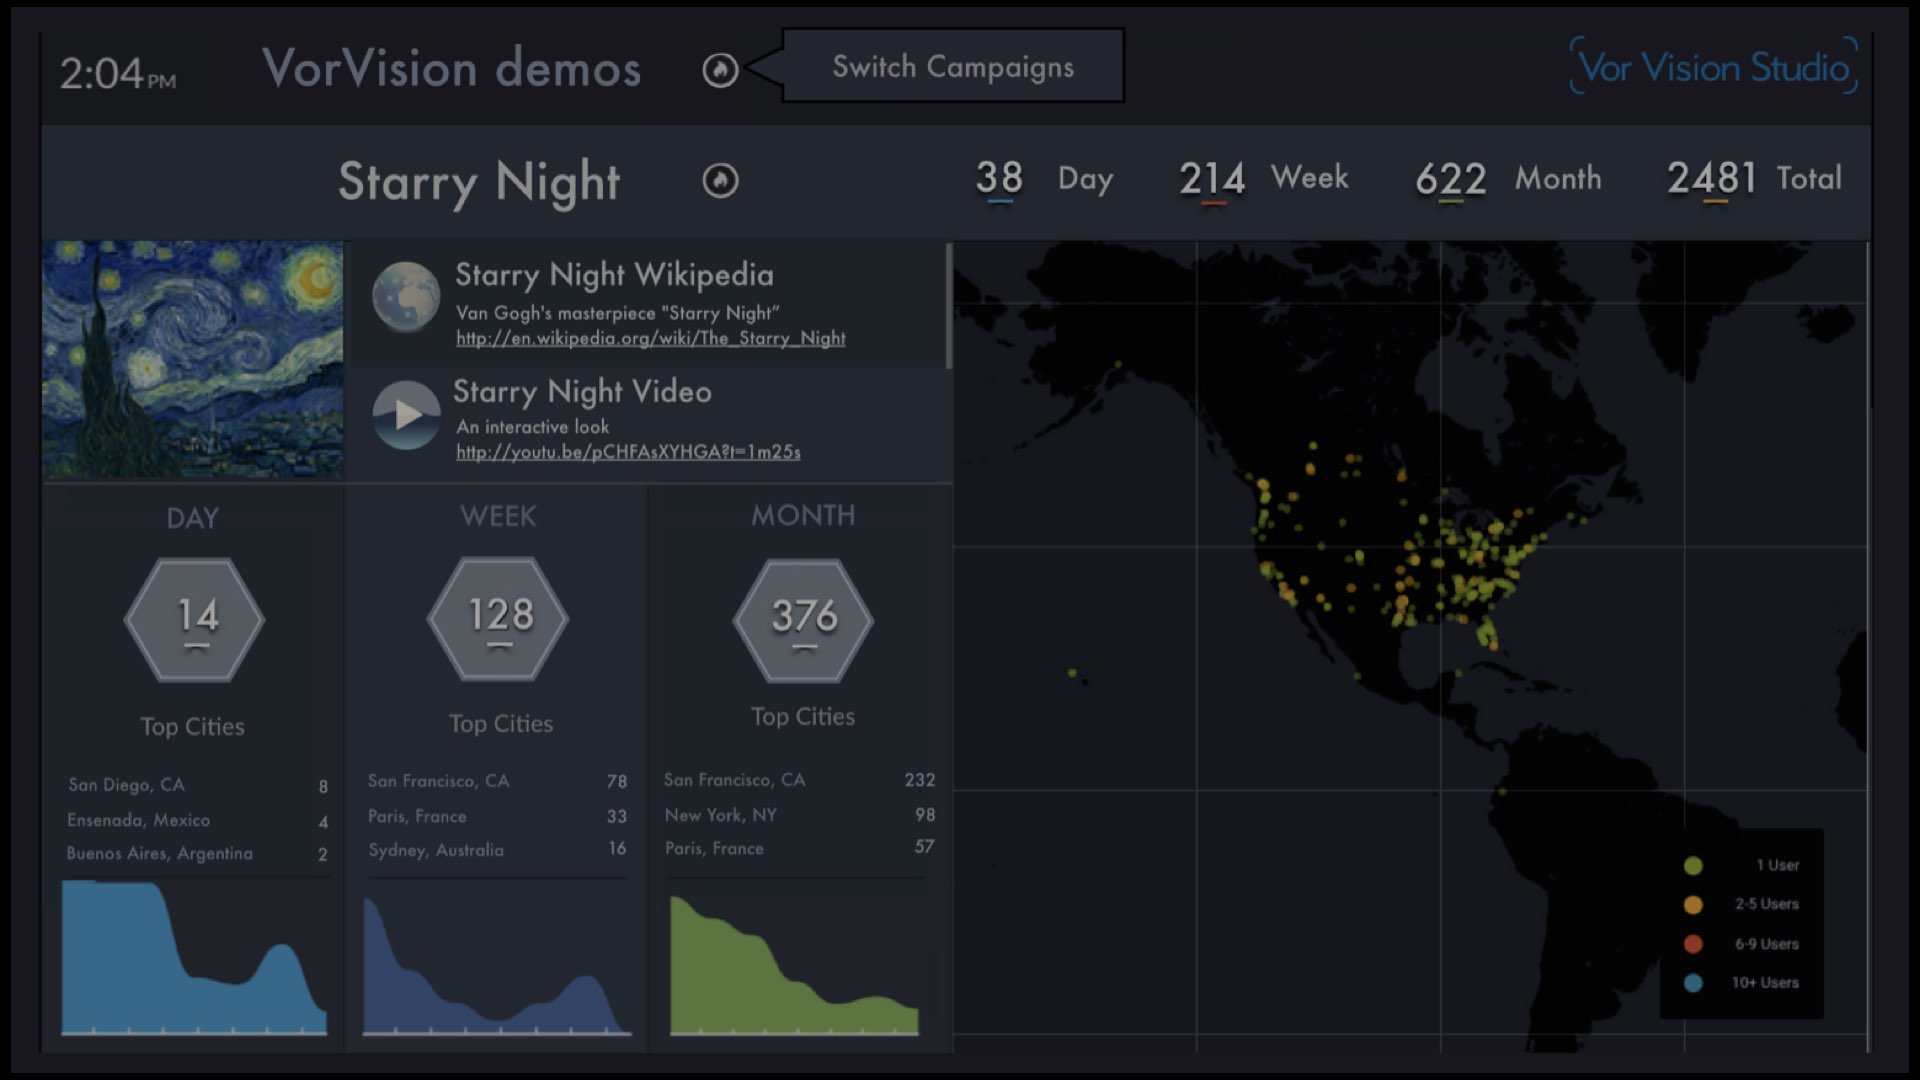 2:04 PM
VorVision demos
Switch Campaigns
Vor Vision Studio
Starry Night
38 Day
214 Week
622 Month
2481 Total
Starry Night Wikipedia
Van Gogh's masterpiece "Starry Night"
http://en.wikipedia.org/wiki/The_Starry_Night
Starry Night Video
An interactive look
http://youtu.be/pCHFAsXYHGA?t=1m25s
DAY
14
Top Cities
San Diego, CA 8
Ensenada, Mexico 4
Buenos Aires, Argentina 2
WEEK
128
Top Cities
San Francisco, CA 78
Paris, France 33
Sydney, Australia 16
MONTH
376
Top Cities
San Francisco, CA 232
New York, NY 98
Paris, France 57
1 User
2-5 Users
6-9 Users
10+ Users